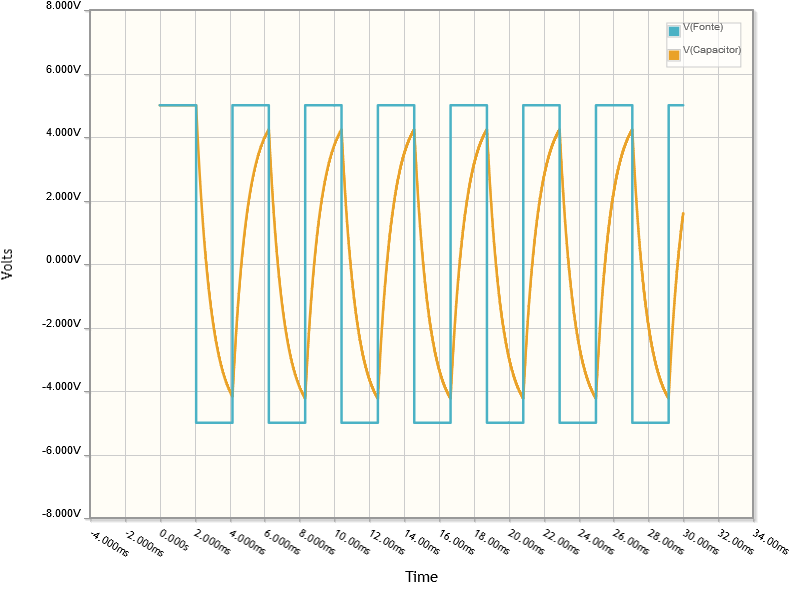 8.000V
6.000V
4.000V
2.000V
0.000V
-2.000V
-4.000V
-6.000V
-8.000V
Volts
V(Fonte)
V(Capacitor)
-4.000ms
-2.000ms
0.000s
2.000ms
4.000ms
6.000ms
8.000ms
10.00ms
12.00ms
14.00ms
16.00ms
18.00ms
20.00ms
22.00ms
24.00ms
26.00ms
28.00ms
30.00ms
32.00ms
34.00ms
Time